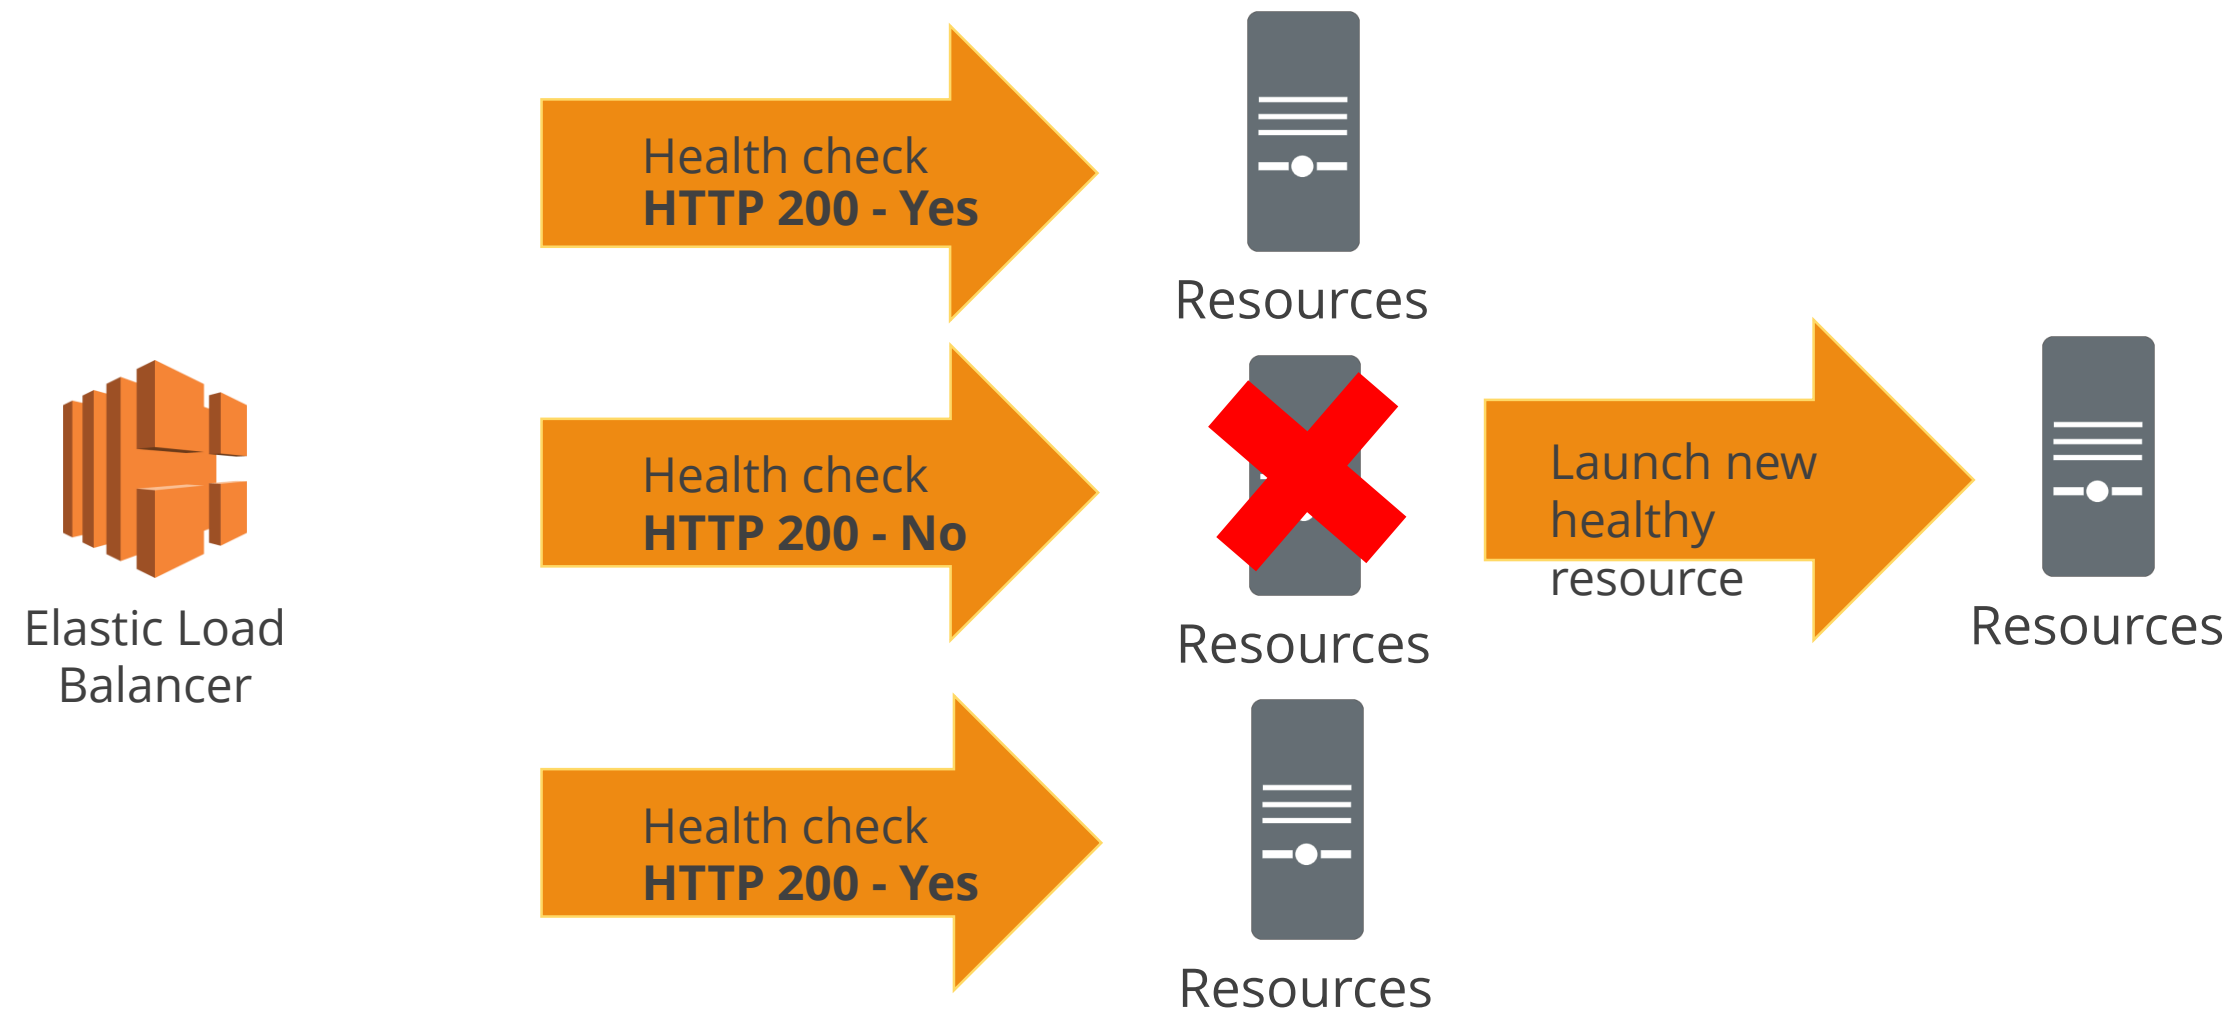 Health check
HTTP 200 - Yes
Resources
Elastic Load
Balancer
Health check
HTTP 200 - No
Resources
Launch new
healthy
resource
Resources
Health check
HTTP 200 - Yes
Resources